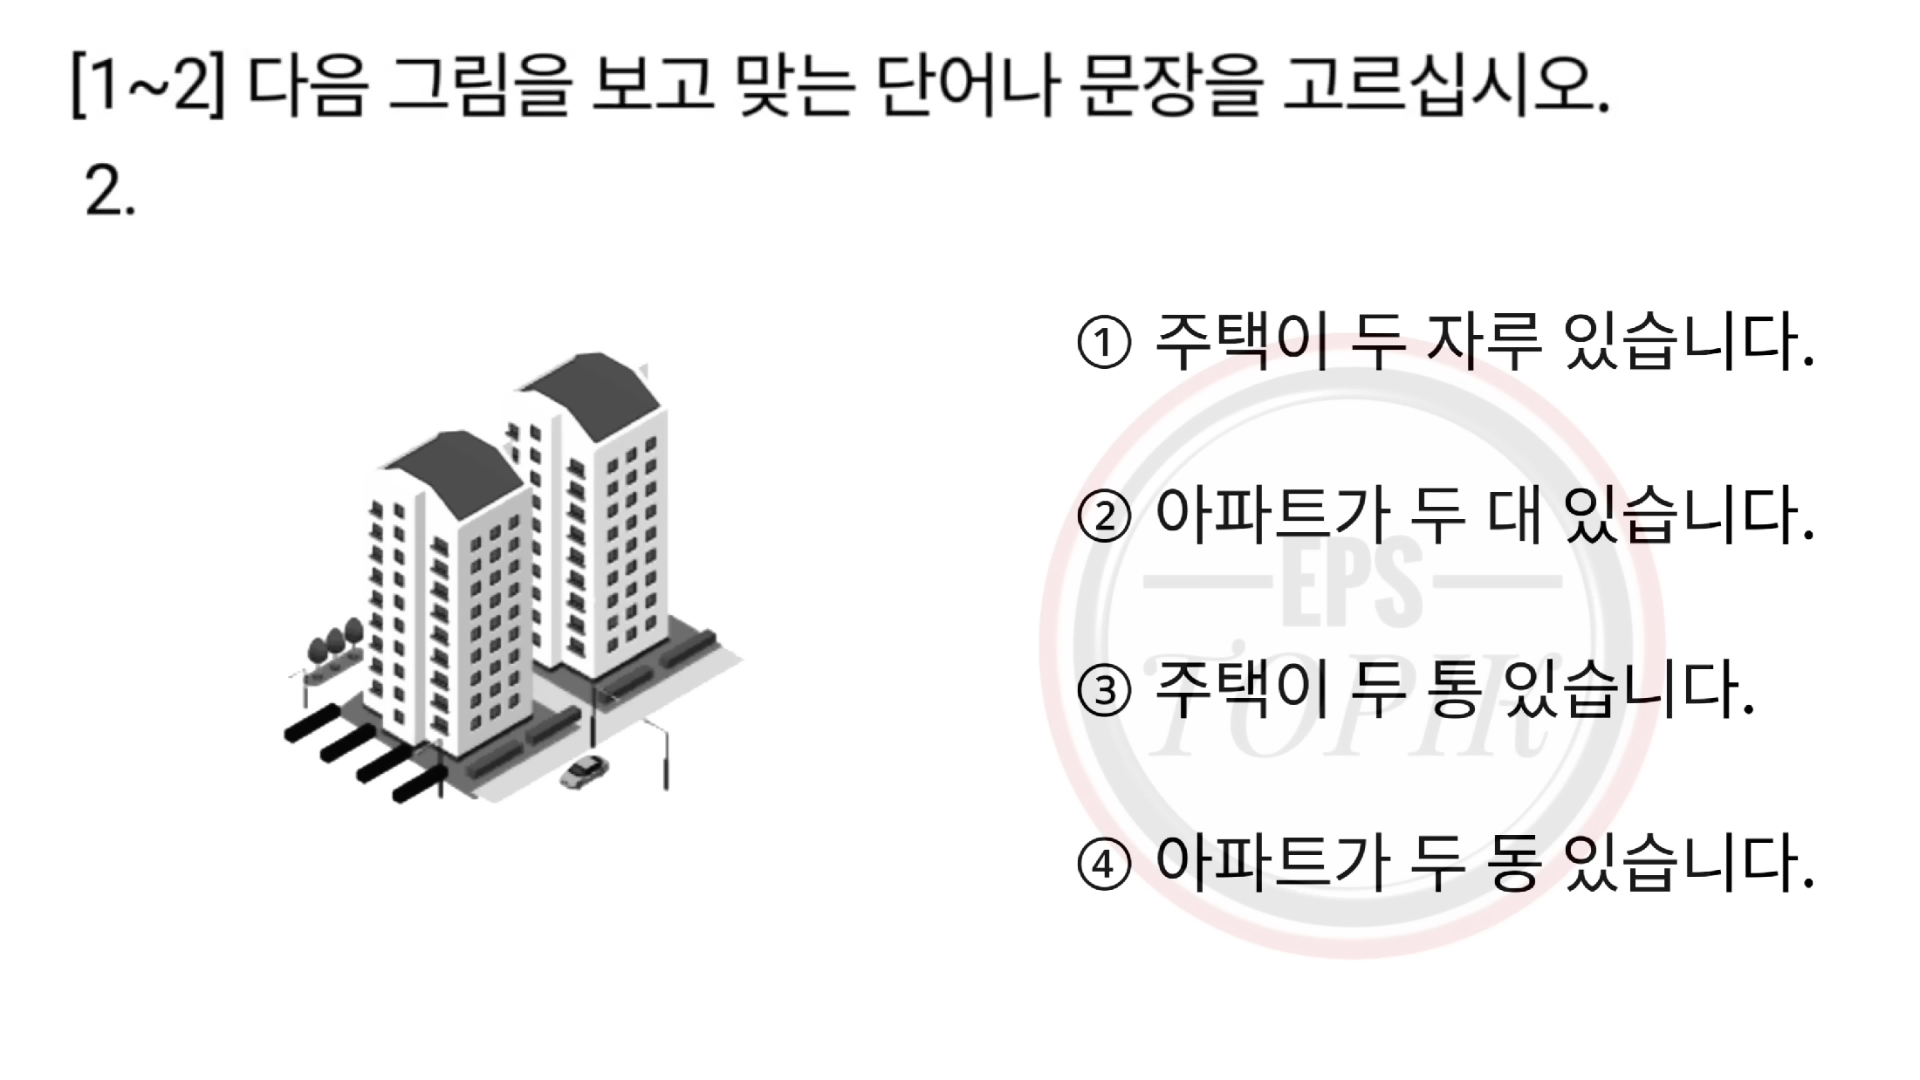 [1~2] 다음 그림을 보고 맞는 단어나 문장을 고르십시오.
2.
① 주택이 두 자루 있습니다.
② 아파트가 두 대 있습니다.
③ 주택이 두 통 있습니다.
④ 아파트가 두 동 있습니다.
EPS
TOPIK